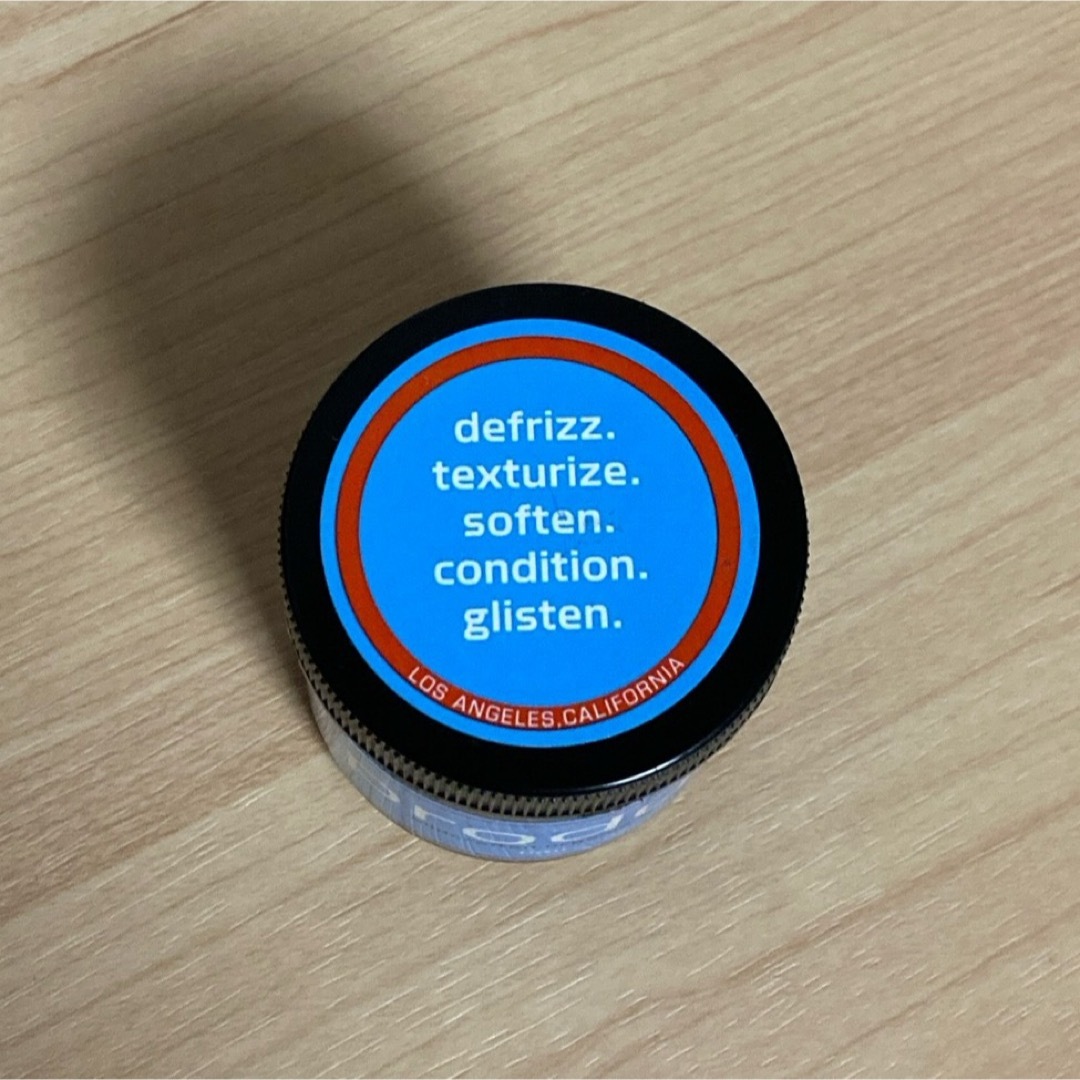 defrizz.
texturize.
soften.
condition.
glisten.
LOS ANGELES,CALIFORNIA